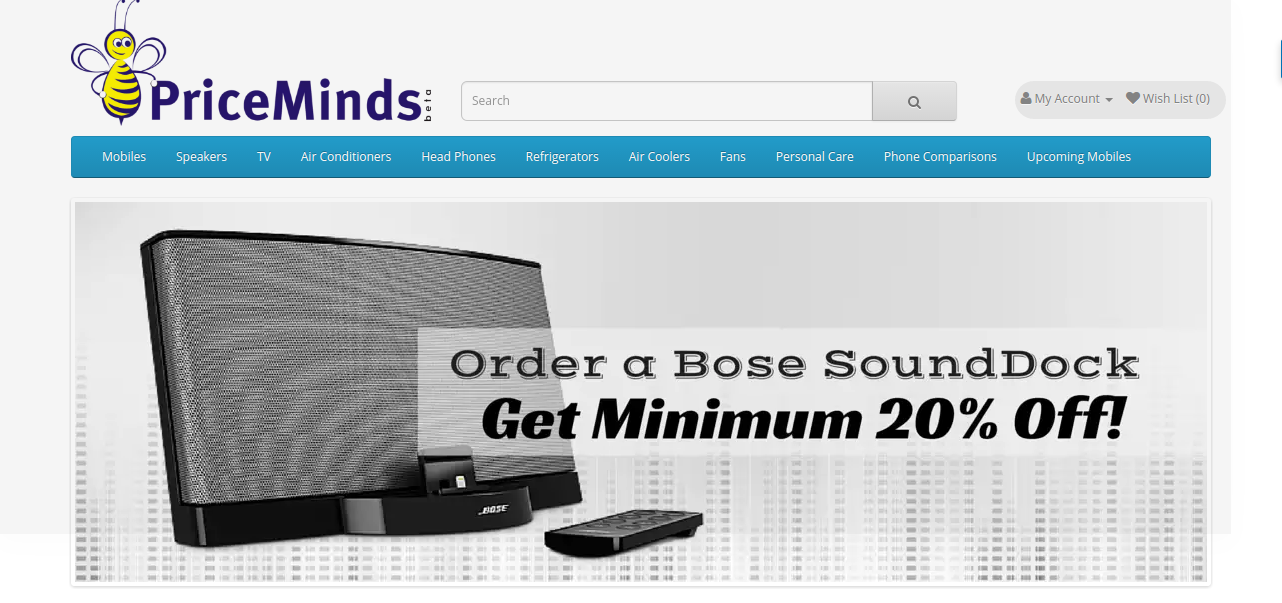 PriceMinds
beta
Search
My Account
Wish List (0)
Mobiles Speakers TV Air Conditioners Head Phones Refrigerators Air Coolers Fans Personal Care Phone Comparisons Upcoming Mobiles
Order a Bose SoundDock
Get Minimum 20% Off!
BOSE